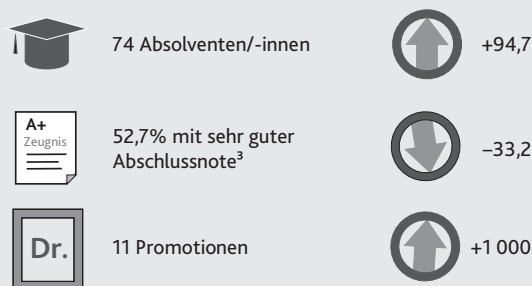 74 Absolventen/-innen +94,7
A+
Zeugnis
52,7% mit sehr guter
Abschlussnote³ –33,2
Dr. 11 Promotionen +1 000